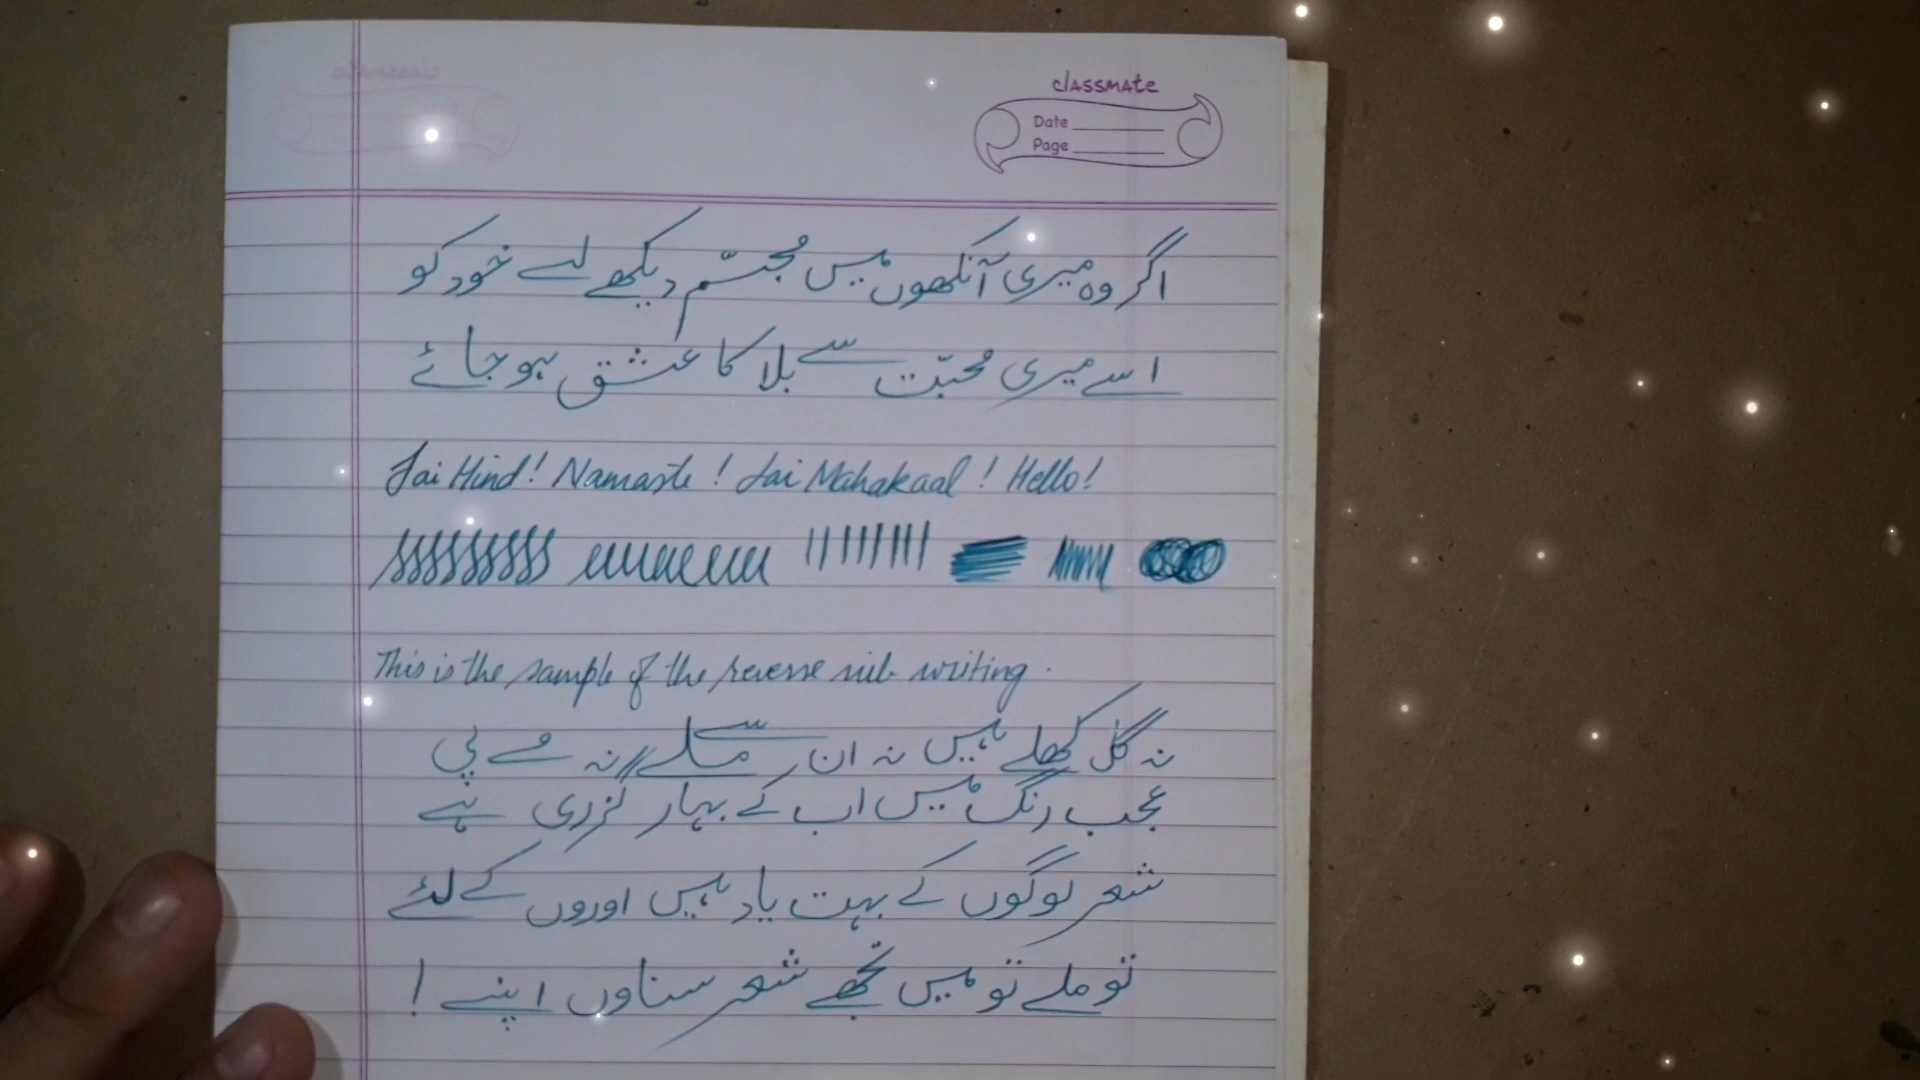 classmate
Date
Page
اگر وہ میری آنکھوں میں مُجسّم دیکھ لے خود کو
اسے میری محبّت سے بلا کا عشق ہو جائے
Jai Hind! Namaste! Jai Mahakaal! Hello!
This is the sample of the reverse nib writing.
نہ گل کھلے ہیں نہ ان سے ملے نہ مے پی
عجب رنگ میں اب کے بہار گزری ہے
شعر لوگوں کے بہت یاد ہیں اوروں کے لئے
تو ملے تو میں تجھے شعر سناوں اپنے!